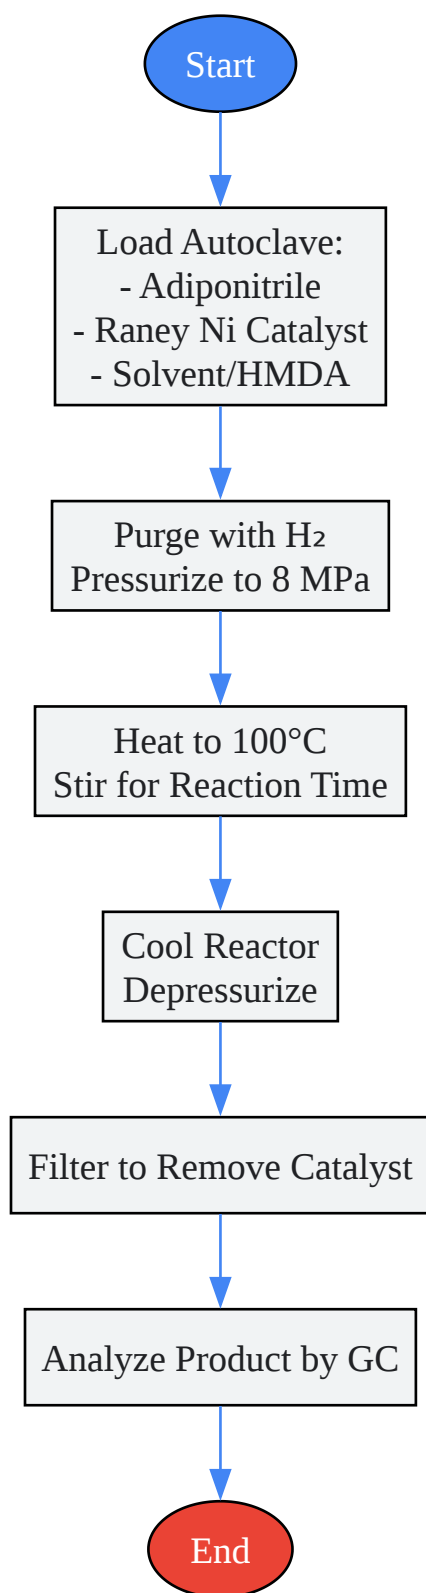 Start
Load Autoclave:
- Adiponitrile
- Raney Ni Catalyst
- Solvent/HMDA
Purge with H₂
Pressurize to 8 MPa
Heat to 100°C
Stir for Reaction Time
Cool Reactor
Depressurize
Filter to Remove Catalyst
Analyze Product by GC
End